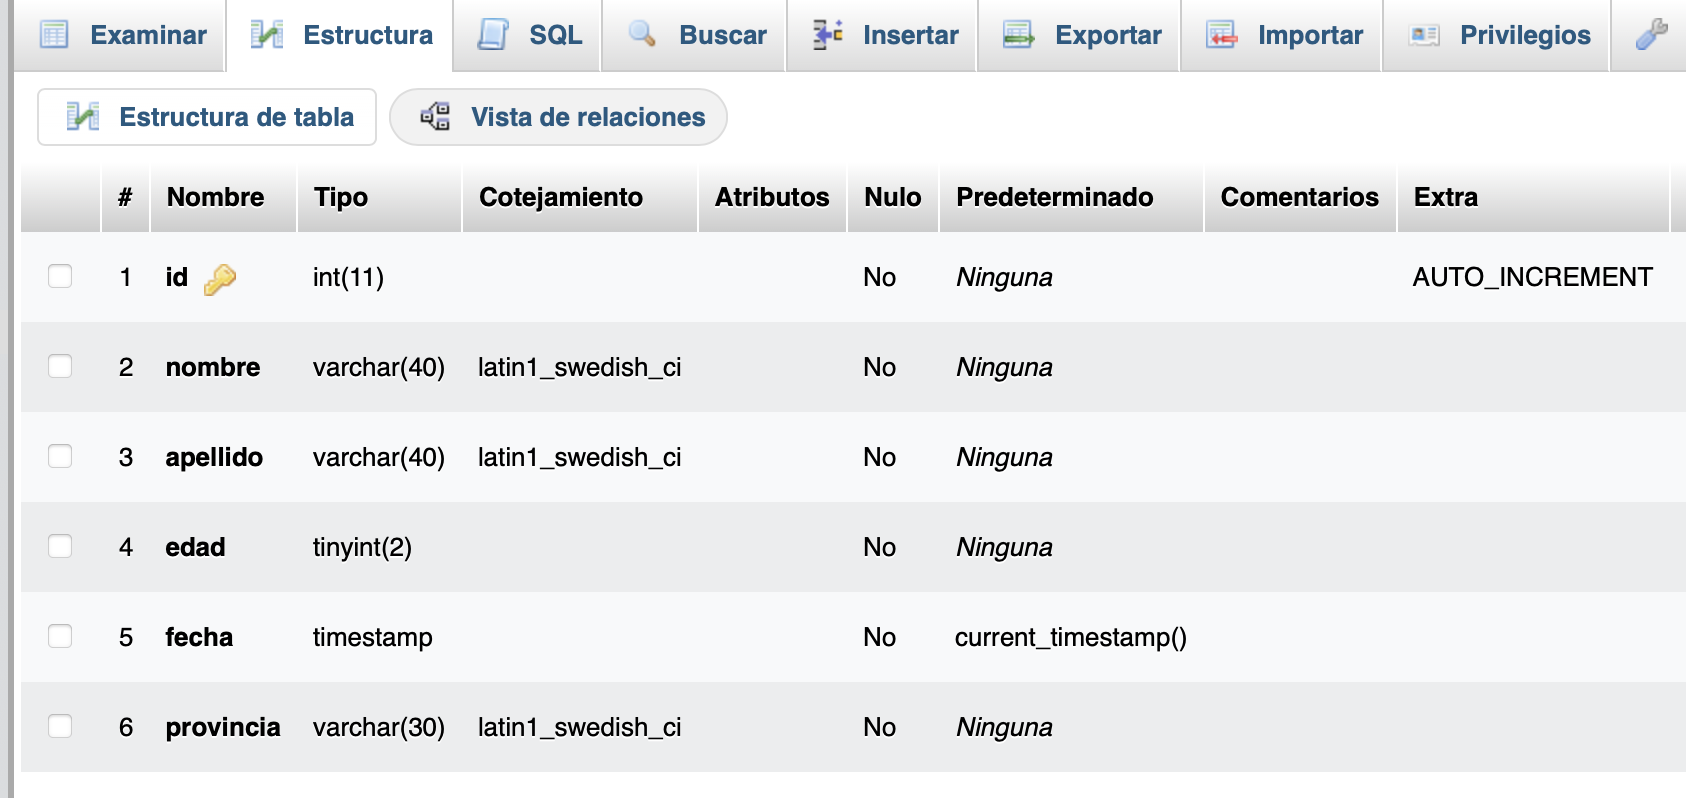 Examinar Estructura SQL Buscar Insertar Exportar Importar Privilegios
Estructura de tabla Vista de relaciones
# Nombre Tipo Cotejamiento Atributos Nulo Predeterminado Comentarios Extra
1 id int(11) No Ninguna AUTO_INCREMENT
2 nombre varchar(40) latin1_swedish_ci No Ninguna
3 apellido varchar(40) latin1_swedish_ci No Ninguna
4 edad tinyint(2) No Ninguna
5 fecha timestamp No current_timestamp()
6 provincia varchar(30) latin1_swedish_ci No Ninguna